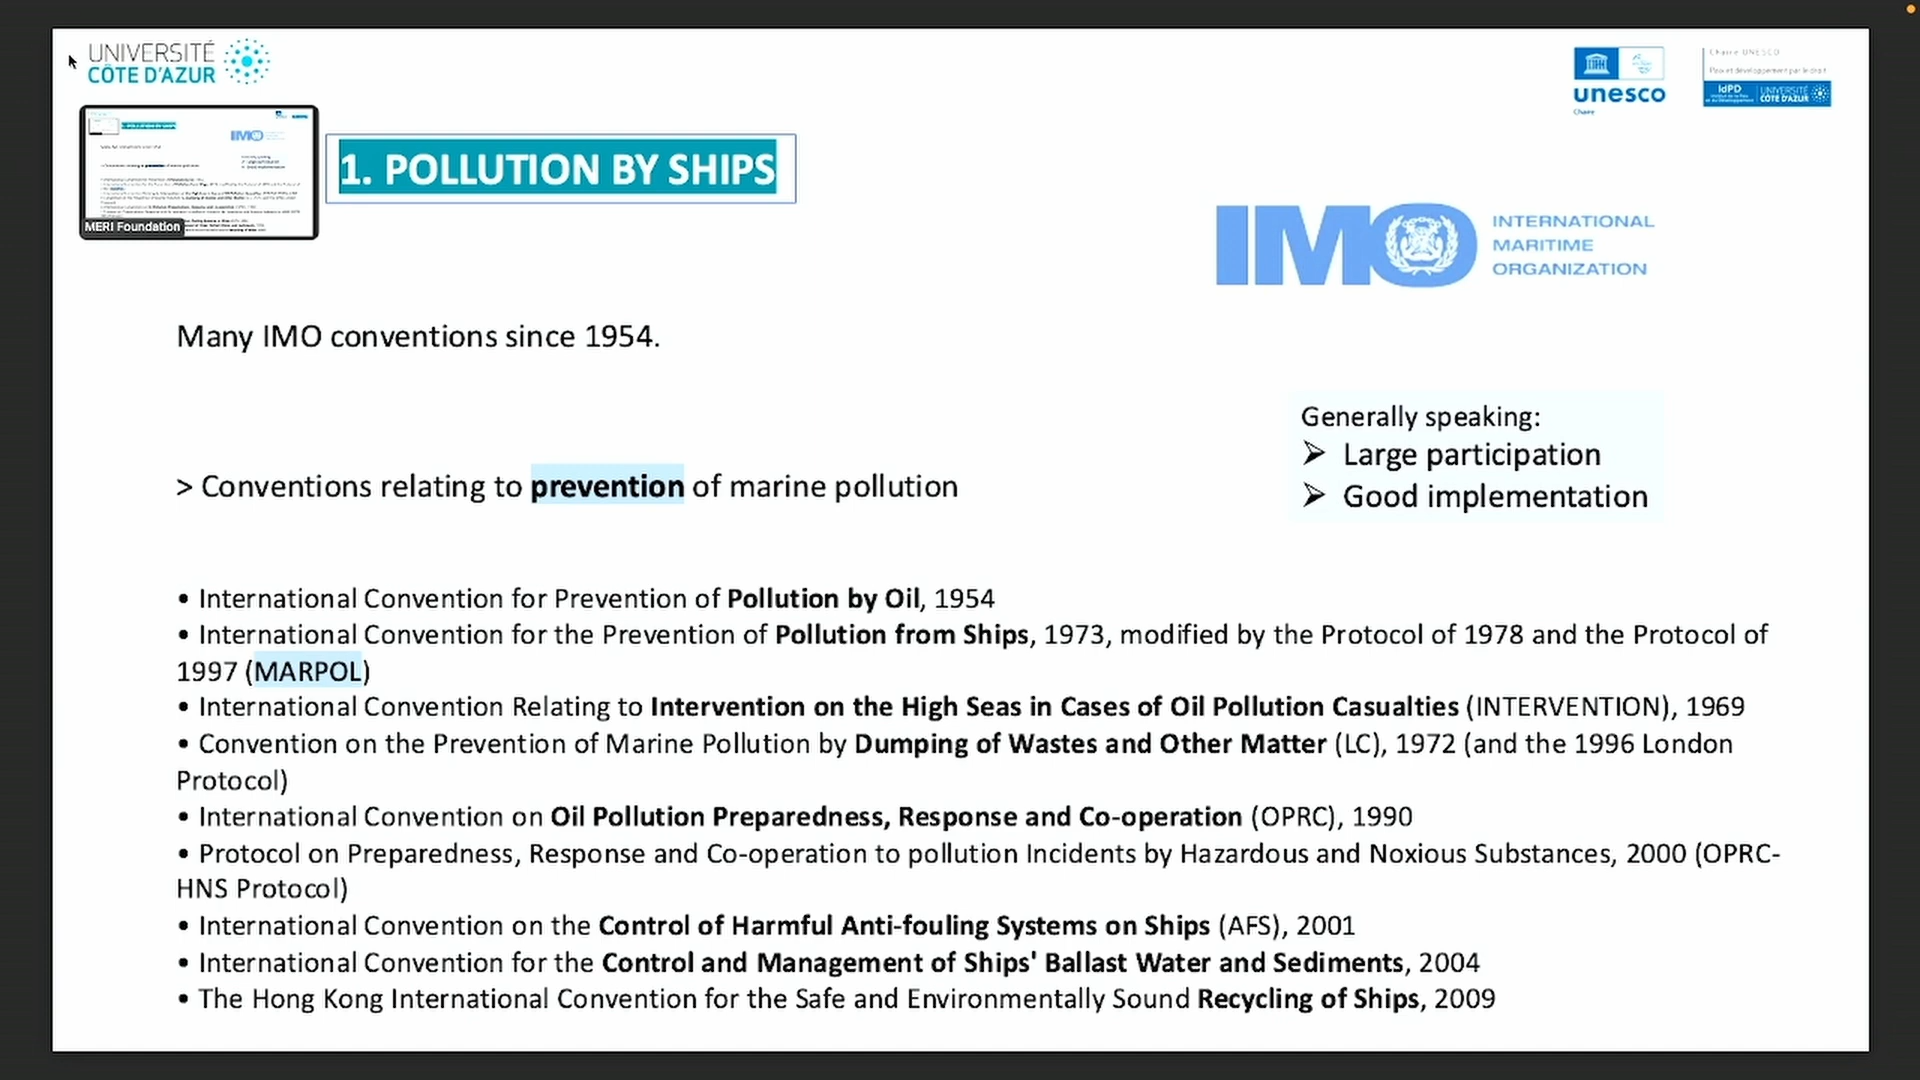 UNIVERSITÉ
CÔTE D'AZUR
unesco
Chaire
Chaire UNESCO
Paix et développement par le droit
IdPD
UNIVERSITÉ
CÔTE D'AZUR
MERI Foundation
1. POLLUTION BY SHIPS
IMO
INTERNATIONAL
MARITIME
ORGANIZATION
Many IMO conventions since 1954.
Generally speaking:
➢ Large participation
➢ Good implementation
> Conventions relating to prevention of marine pollution
• International Convention for Prevention of Pollution by Oil, 1954
• International Convention for the Prevention of Pollution from Ships, 1973, modified by the Protocol of 1978 and the Protocol of
1997 (MARPOL)
• International Convention Relating to Intervention on the High Seas in Cases of Oil Pollution Casualties (INTERVENTION), 1969
• Convention on the Prevention of Marine Pollution by Dumping of Wastes and Other Matter (LC), 1972 (and the 1996 London
Protocol)
• International Convention on Oil Pollution Preparedness, Response and Co-operation (OPRC), 1990
• Protocol on Preparedness, Response and Co-operation to pollution Incidents by Hazardous and Noxious Substances, 2000 (OPRC-
HNS Protocol)
• International Convention on the Control of Harmful Anti-fouling Systems on Ships (AFS), 2001
• International Convention for the Control and Management of Ships' Ballast Water and Sediments, 2004
• The Hong Kong International Convention for the Safe and Environmentally Sound Recycling of Ships, 2009